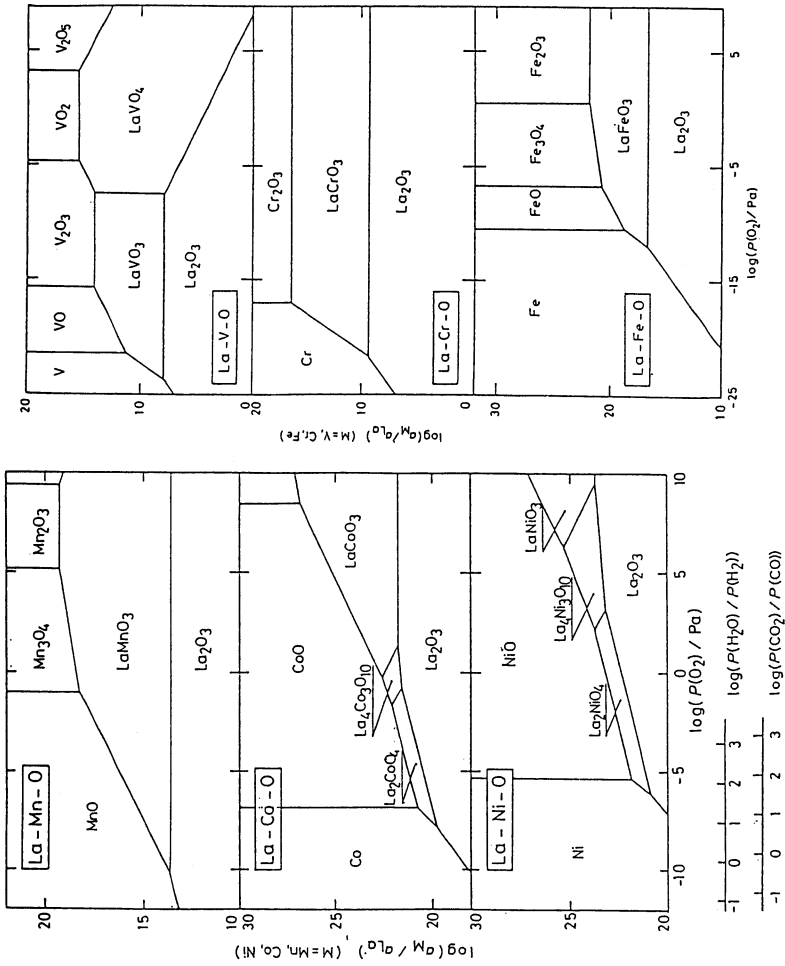 20
10
20
10
0
30
20
10
log(aM/aLa) (M=V, Cr, Fe)
V
VO
V2O3
VO2
V2O5
LaVO3
LaVO4
La2O3
La-V-O
Cr
Cr2O3
LaCrO3
La2O3
La-Cr-O
Fe
FeO
Fe3O4
Fe2O3
LaFeO3
La2O3
La-Fe-O
-25
-15
-5
5
log(P(O2)/Pa)
20
15
30
25
20
30
25
20
log(aM/aLa), (M=Mn, Co, Ni)
La-Mn-O
MnO
Mn3O4
Mn2O3
LaMnO3
La2O3
La-Co-O
Co
CoO
LaCoO3
La4Co3O10
La2CoO4
La2O3
La-Ni-O
Ni
NiO
LaNiO3
La4Ni3O10
La2NiO4
La2O3
-10
-5
0
5
10
log(P(O2)/Pa)
-1
0
1
2
3
log(P(H2O)/P(H2))
-1
0
1
2
3
log(P(CO2)/P(CO))